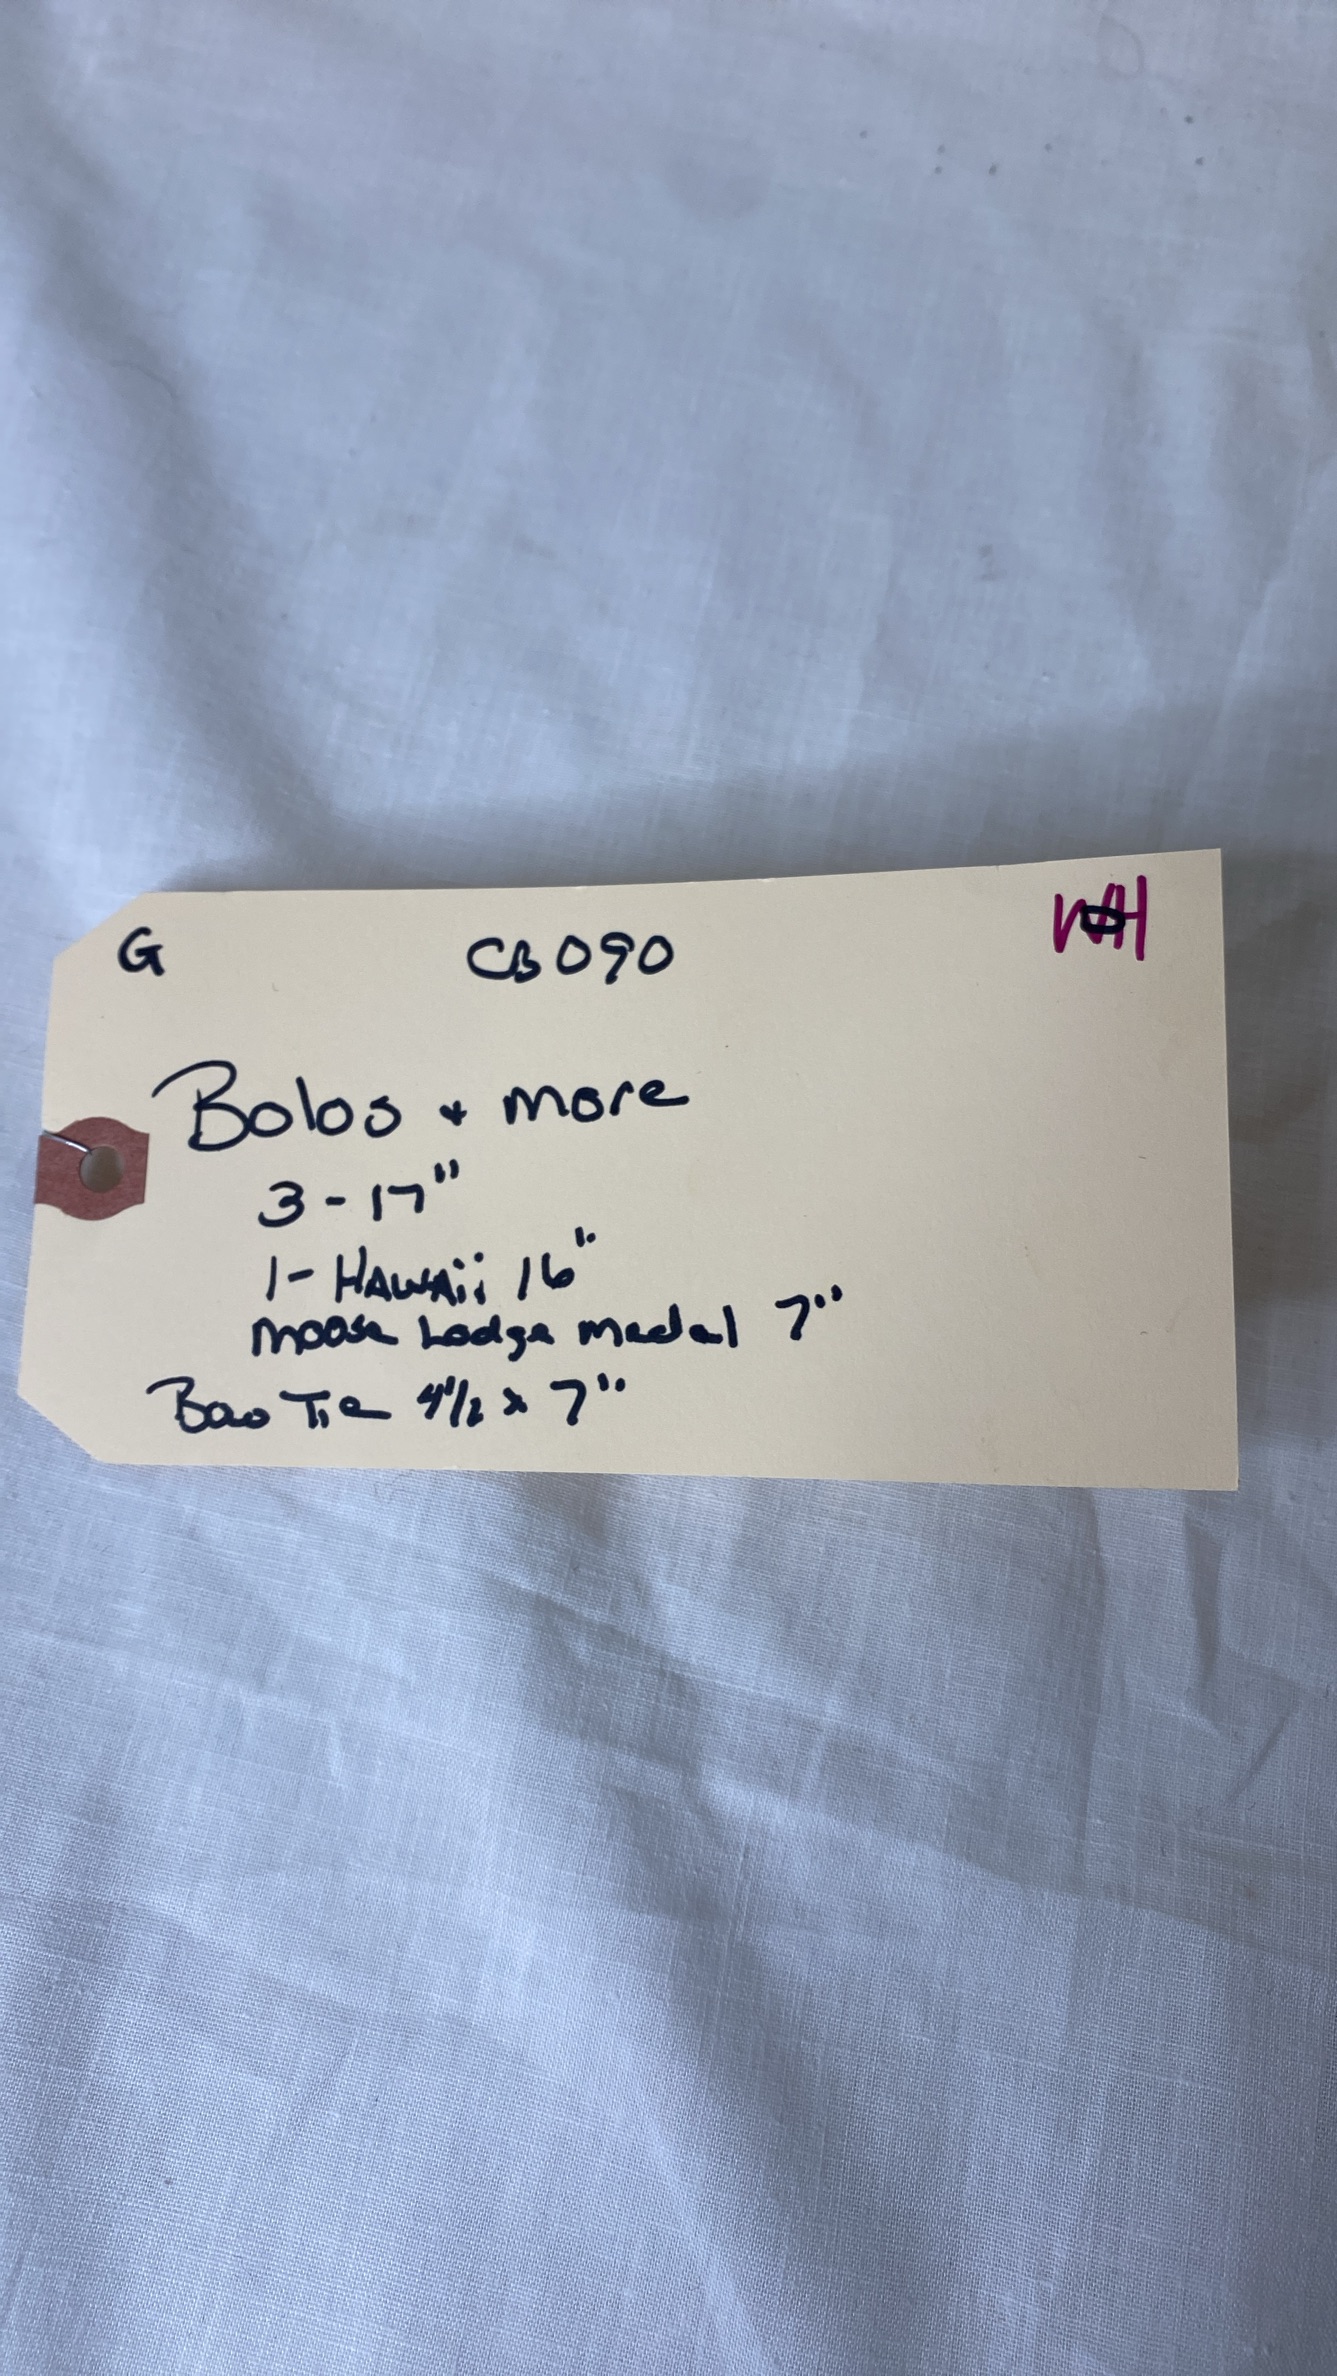 G CB090
Bolos + more
3-17"
1- HAWAii 16"
moose Lodge medal 7"
Bow Tie 4 1/2 x 7"